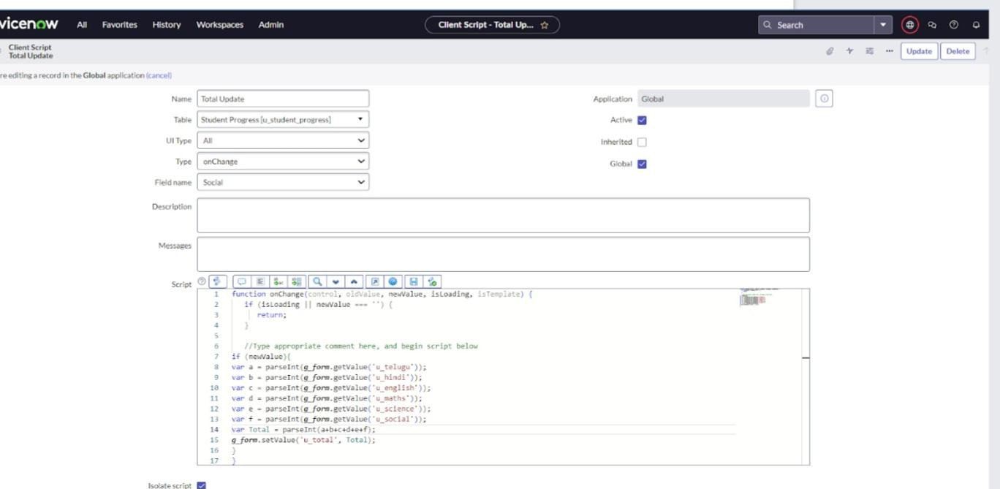 vicenow All Favorites History Workspaces Admin Client Script - Total Up... Search
Client Script
Total Update
Update Delete
re editing a record in the Global application (cancel)
Name Total Update Application Global
Table Student Progress [u_student_progress] Active
UI Type All Inherited
Type onChange Global
Field name Social
Description
Messages
Script
1 function onChange(control, oldValue, newValue, isLoading, isTemplate) {
2 if (isLoading || newValue === '') {
3 return;
4 }
5
6 //Type appropriate comment here, and begin script below
7 if (newValue){
8 var a = parseInt(g_form.getValue('u_telugu'));
9 var b = parseInt(g_form.getValue('u_hindi'));
10 var c = parseInt(g_form.getValue('u_english'));
11 var d = parseInt(g_form.getValue('u_maths'));
12 var e = parseInt(g_form.getValue('u_science'));
13 var f = parseInt(g_form.getValue('u_social'));
14 var Total = parseInt(a+b+c+d+e+f);
15 g_form.setValue('u_total', Total);
16 }
17 }
Isolate script